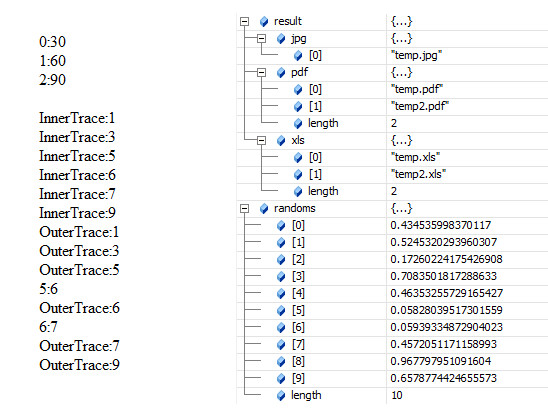 0:30
1:60
2:90
InnerTrace:1
InnerTrace:3
InnerTrace:5
InnerTrace:6
InnerTrace:7
InnerTrace:9
OuterTrace:1
OuterTrace:3
OuterTrace:5
5:6
OuterTrace:6
6:7
OuterTrace:7
OuterTrace:9
result {...}
jpg {...}
[0] "temp.jpg"
pdf {...}
[0] "temp.pdf"
[1] "temp2.pdf"
length 2
xls {...}
[0] "temp.xls"
[1] "temp2.xls"
length 2
randoms {...}
[0] 0.434535998370117
[1] 0.5245320293960307
[2] 0.17260224175426908
[3] 0.7083501817288633
[4] 0.46353255729165427
[5] 0.05828039517301559
[6] 0.05939334872904023
[7] 0.4572051171158993
[8] 0.967797951091604
[9] 0.6578774424655573
length 10